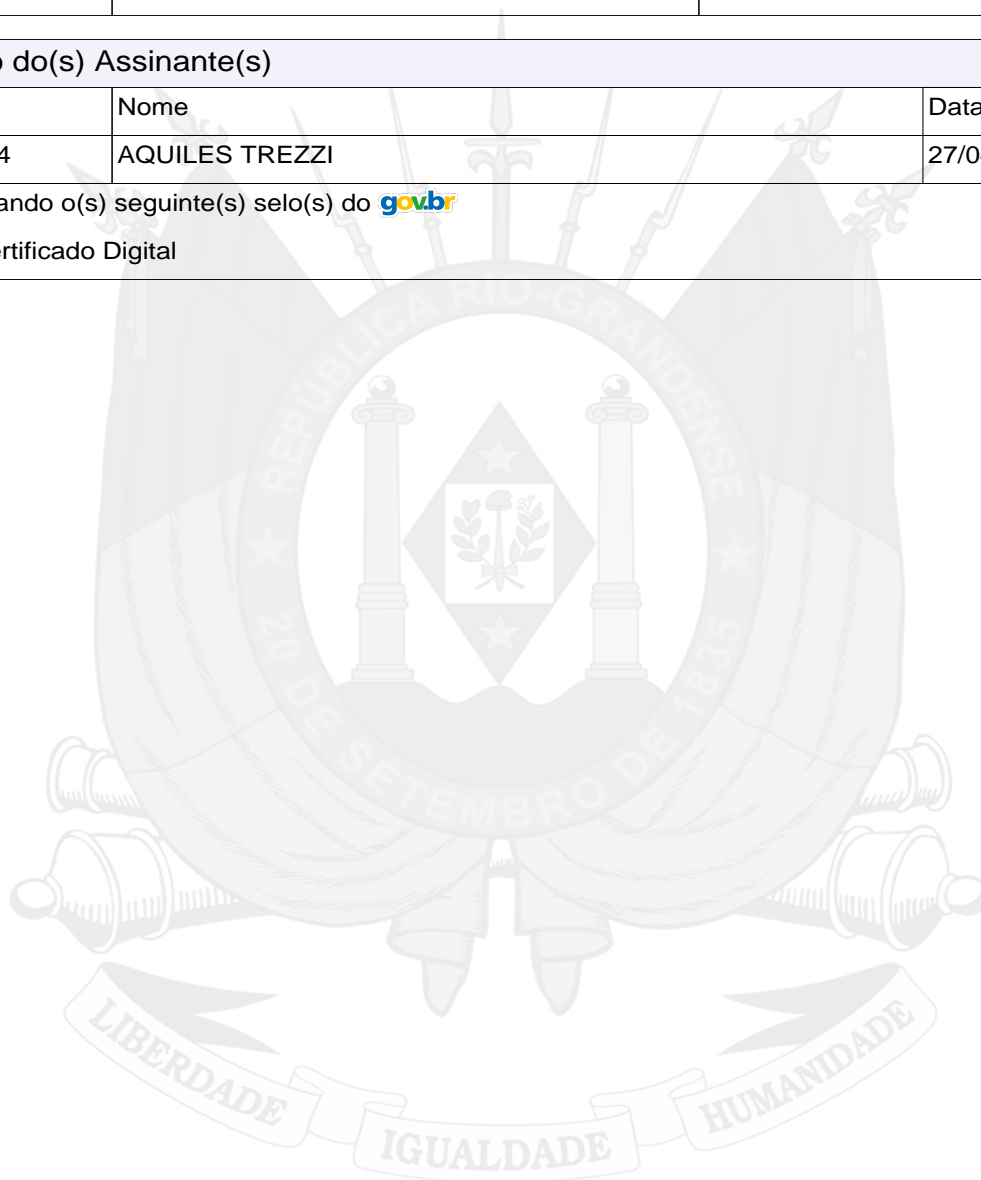 o do(s) Assinante(s)
Nome Data
4 AQUILES TREZZI 27/0
ando o(s) seguinte(s) selo(s) do gov.br
rtificado Digital
REPÚBLICA RIO-GRANDENSE
20 DE SETEMBRO DE 1835
LIBERDADE IGUALDADE HUMANIDADE